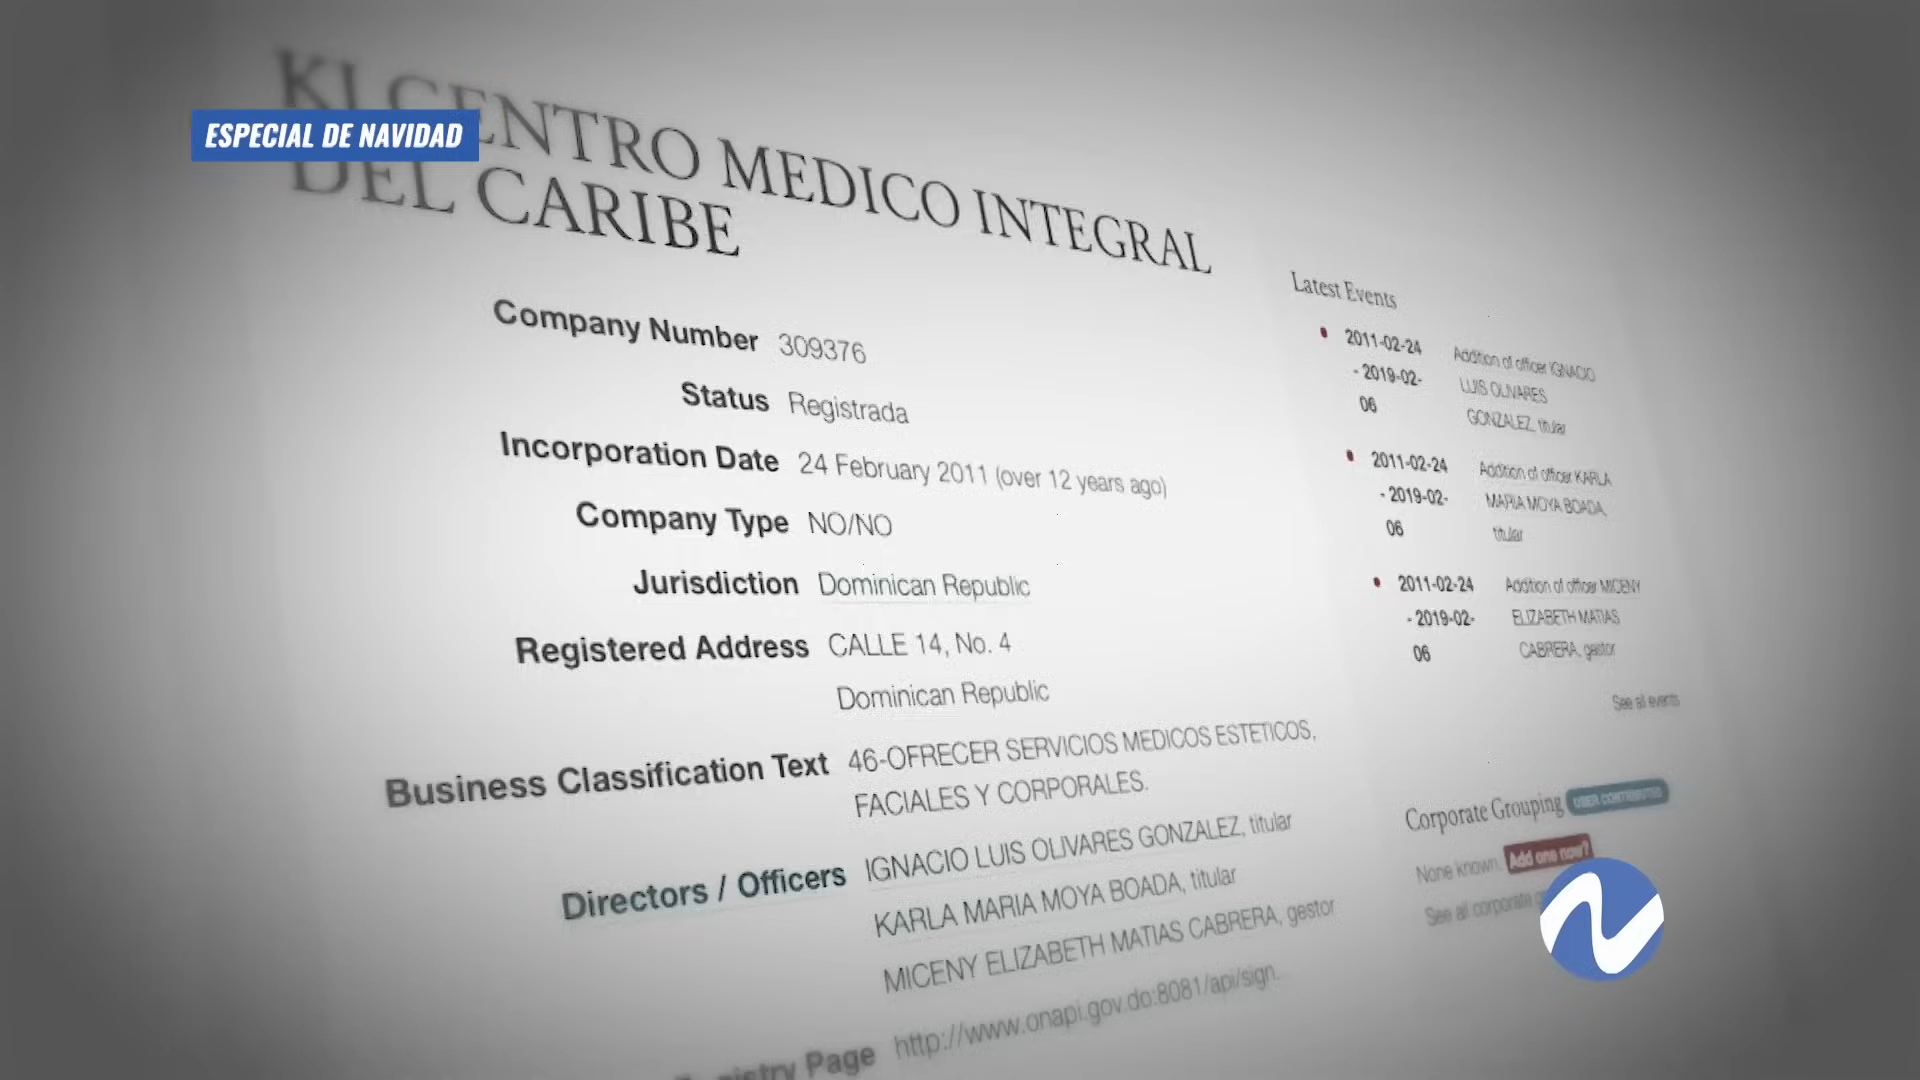 KI CENTRO MEDICO INTEGRAL
DEL CARIBE
ESPECIAL DE NAVIDAD
Company Number 309376
Status Registrada
Incorporation Date 24 February 2011 (over 12 years ago)
Company Type NO/NO
Jurisdiction Dominican Republic
Registered Address CALLE 14, No. 4
Dominican Republic
Business Classification Text 46-OFRECER SERVICIOS MEDICOS ESTETICOS,
FACIALES Y CORPORALES.
Directors / Officers IGNACIO LUIS OLIVARES GONZALEZ, titular
KARLA MARIA MOYA BOADA, titular
MICENY ELIZABETH MATIAS CABRERA, gestor
Page http://www.onapi.gov.do:8081/api/sign...
Latest Events
2011-02-24 Addition of officer IGNACIO
- 2019-02- LUIS OLIVARES
06 GONZALEZ, titular
2011-02-24 Addition of officer KARLA
- 2019-02- MARIA MOYA BOADA,
06 titular
2011-02-24 Addition of officer MICENY
- 2019-02- ELIZABETH MATIAS
06 CABRERA, gestor
See all events
Corporate Grouping USER CONTRIBUTED
None known. Add one now?
See all corporate